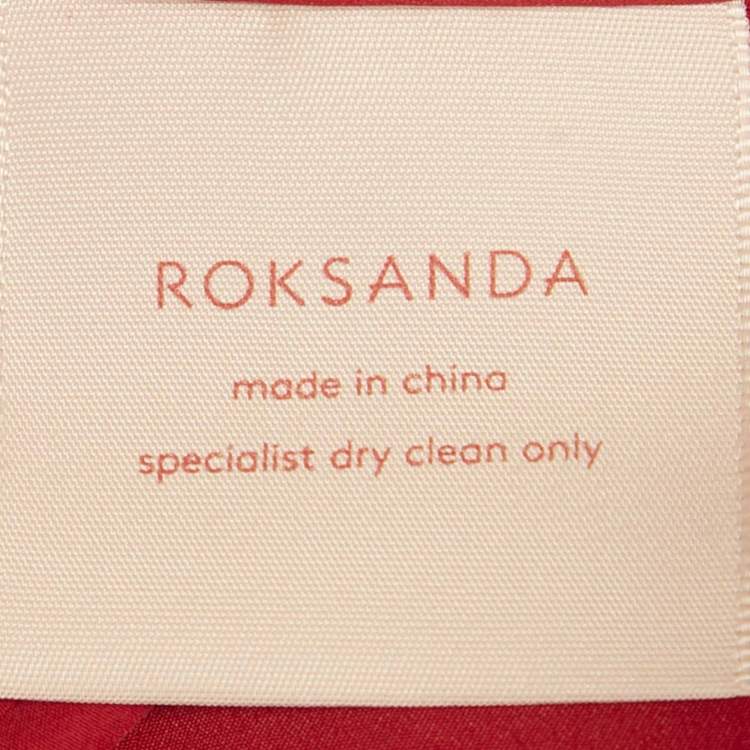 ROKSANDA
made in china
specialist dry clean only